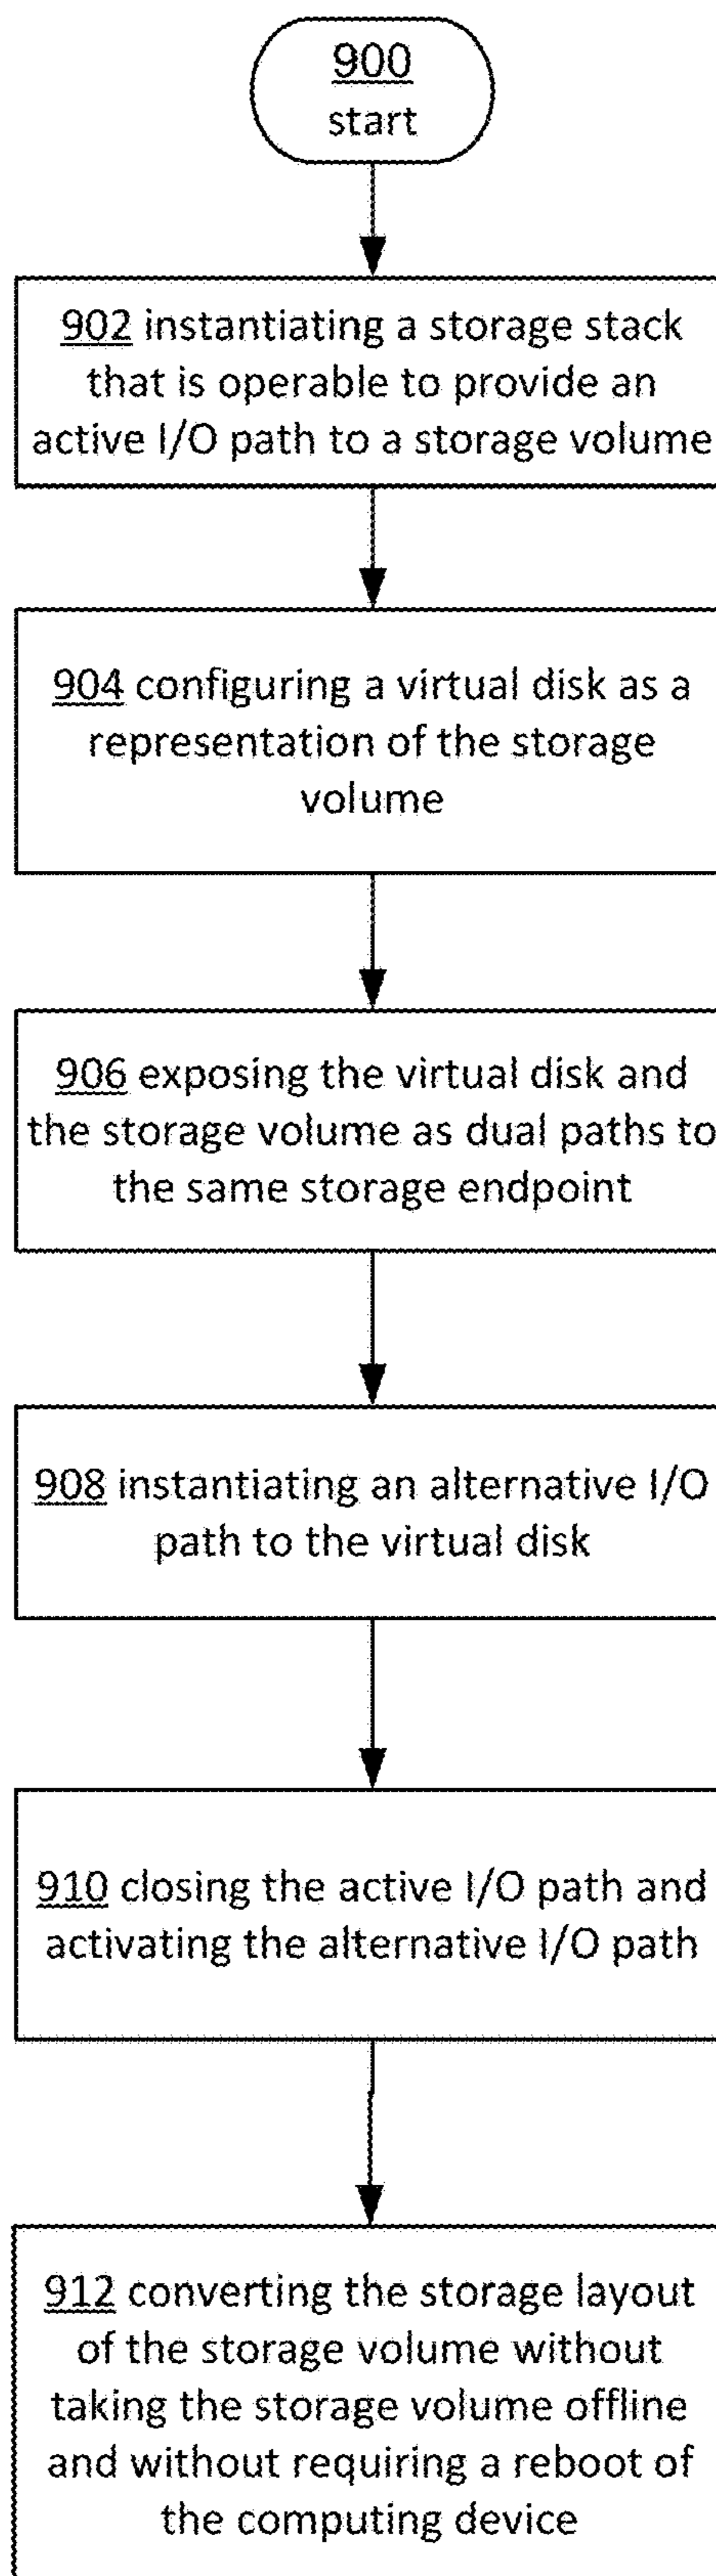 900
start
902 instantiating a storage stack
that is operable to provide an
active I/O path to a storage volume
904 configuring a virtual disk as a
representation of the storage
volume
906 exposing the virtual disk and
the storage volume as dual paths to
the same storage endpoint
908 instantiating an alternative I/O
path to the virtual disk
910 closing the active I/O path and
activating the alternative I/O path
912 converting the storage layout
of the storage volume without
taking the storage volume offline
and without requiring a reboot of
the computing device